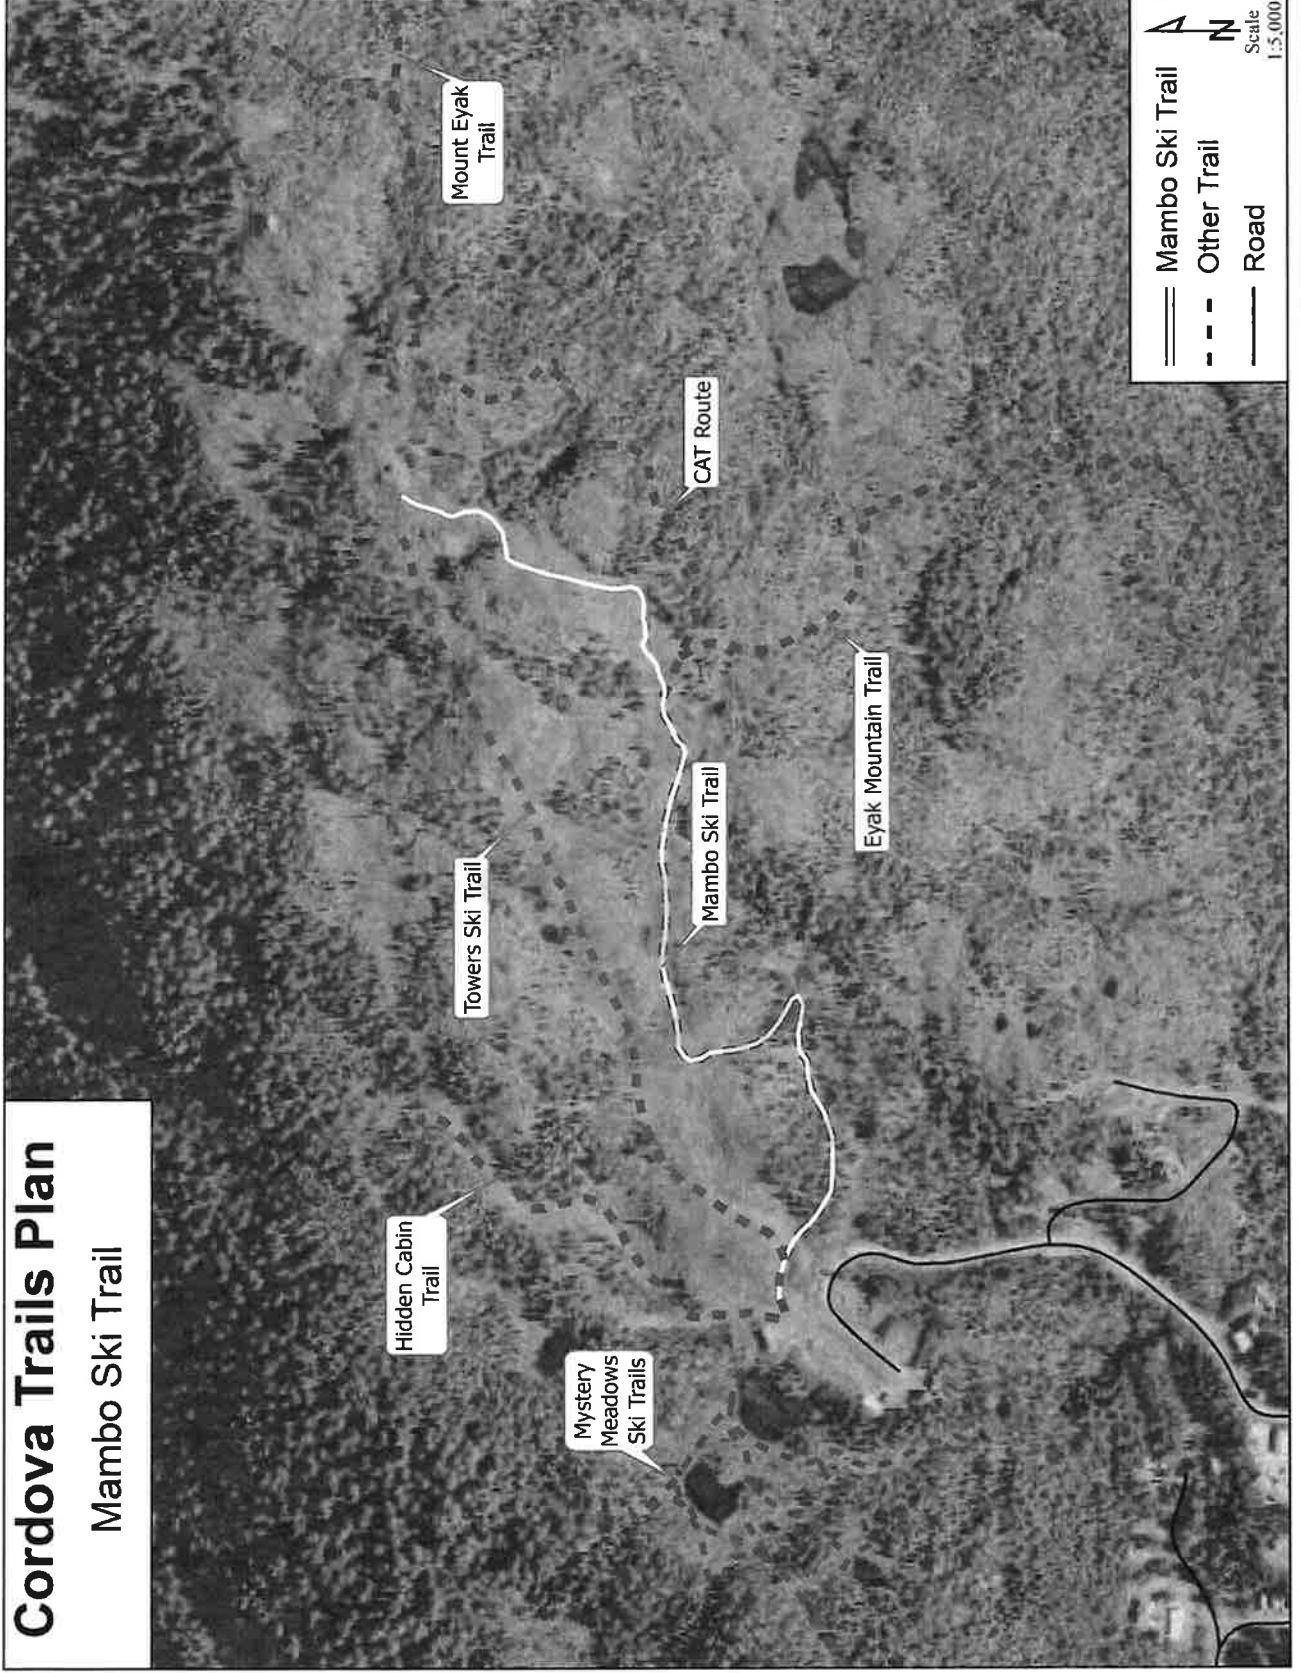 Cordova Trails Plan
Mambo Ski Trail
Mount Eyak
Trail
Hidden Cabin
Trail
Towers Ski Trail
Mystery
Meadows
Ski Trails
CAT Route
Mambo Ski Trail
Eyak Mountain Trail
Mambo Ski Trail
Other Trail
Road
N
Scale
1:5,000